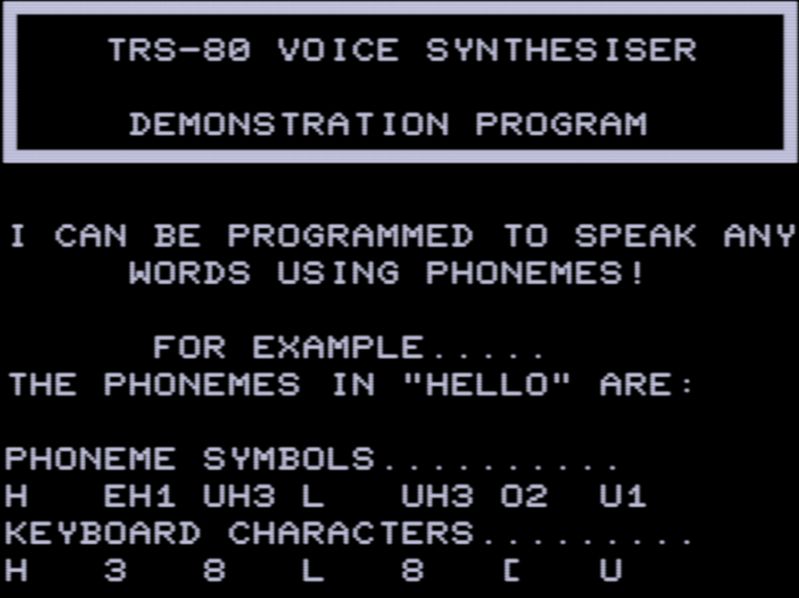 TRS-80 VOICE SYNTHESISER
DEMONSTRATION PROGRAM
I CAN BE PROGRAMMED TO SPEAK ANY
WORDS USING PHONEMES!
FOR EXAMPLE.....
THE PHONEMES IN "HELLO" ARE:
PHONEME SYMBOLS..........
H EH1 UH3 L UH3 O2 U1
KEYBOARD CHARACTERS.........
H 3 8 L 8 [ U